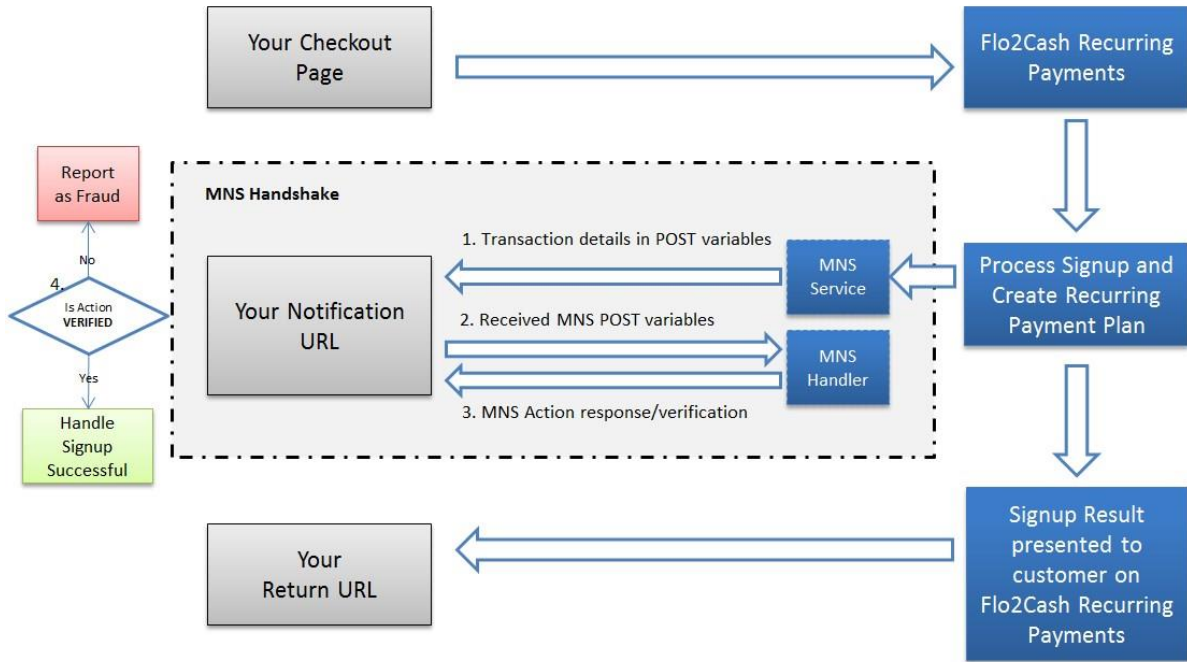 Your Checkout
Page
Flo2Cash Recurring
Payments
Report
as Fraud
MNS Handshake
No
4.
Is Action
VERIFIED
Yes
Handle
Signup
Successful
Your Notification
URL
1. Transaction details in POST variables
MNS
Service
2. Received MNS POST variables
MNS
Handler
3. MNS Action response/verification
Process Signup and
Create Recurring
Payment Plan
Your
Return URL
Signup Result
presented to
customer on
Flo2Cash Recurring
Payments